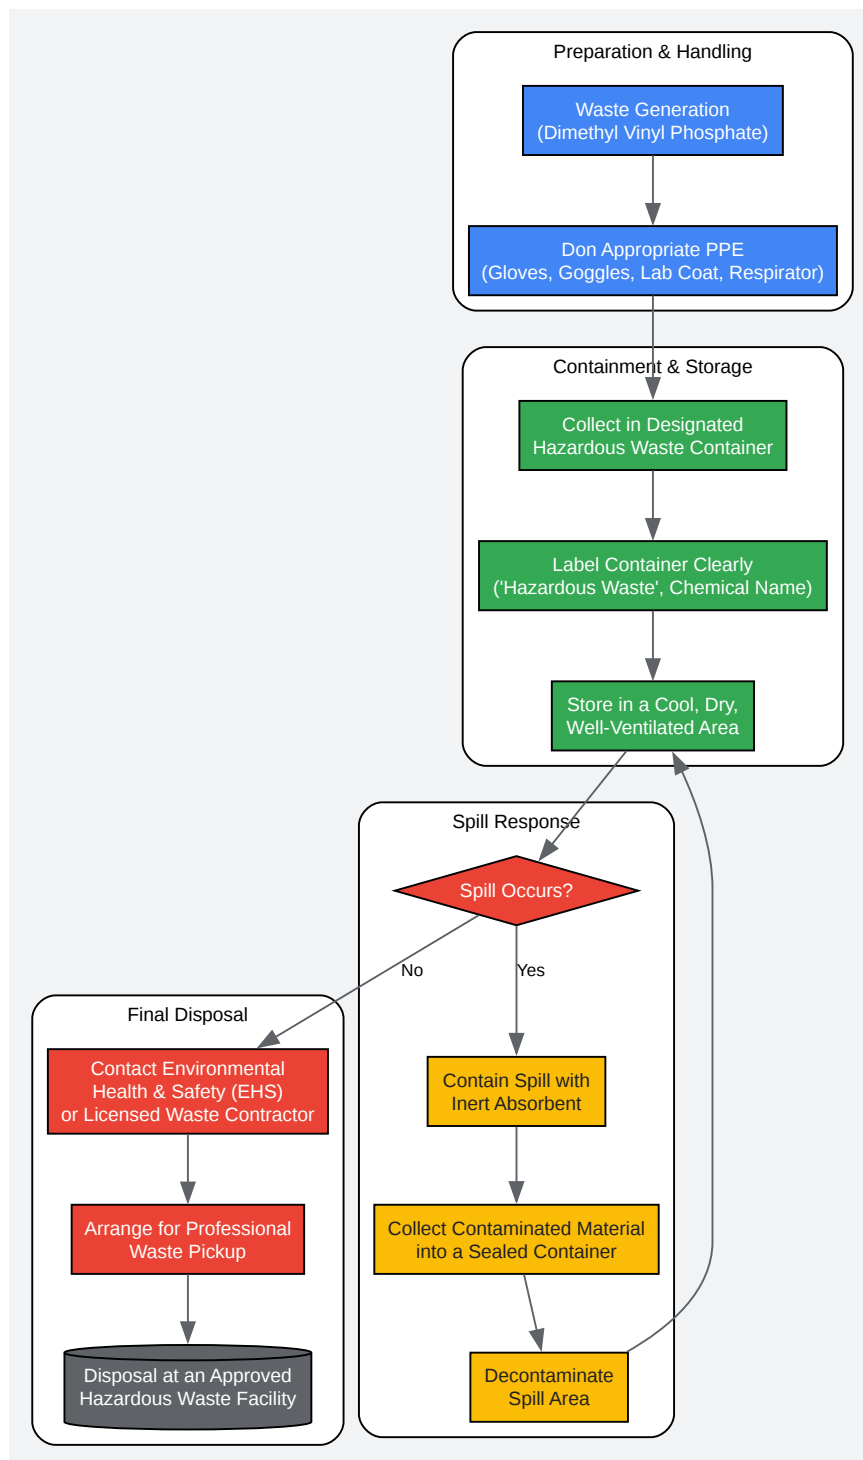 Preparation & Handling
Waste Generation
(Dimethyl Vinyl Phosphate)
Don Appropriate PPE
(Gloves, Goggles, Lab Coat, Respirator)
Containment & Storage
Collect in Designated
Hazardous Waste Container
Label Container Clearly
('Hazardous Waste', Chemical Name)
Store in a Cool, Dry,
Well-Ventilated Area
Spill Response
Spill Occurs?
No
Yes
Final Disposal
Contact Environmental
Health & Safety (EHS)
or Licensed Waste Contractor
Contain Spill with
Inert Absorbent
Arrange for Professional
Waste Pickup
Collect Contaminated Material
into a Sealed Container
Disposal at an Approved
Hazardous Waste Facility
Decontaminate
Spill Area